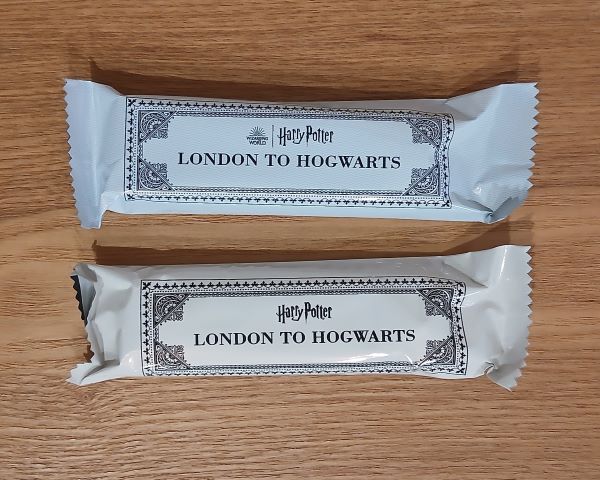 WIZARDING WORLD | Harry Potter
LONDON TO HOGWARTS
Harry Potter
LONDON TO HOGWARTS